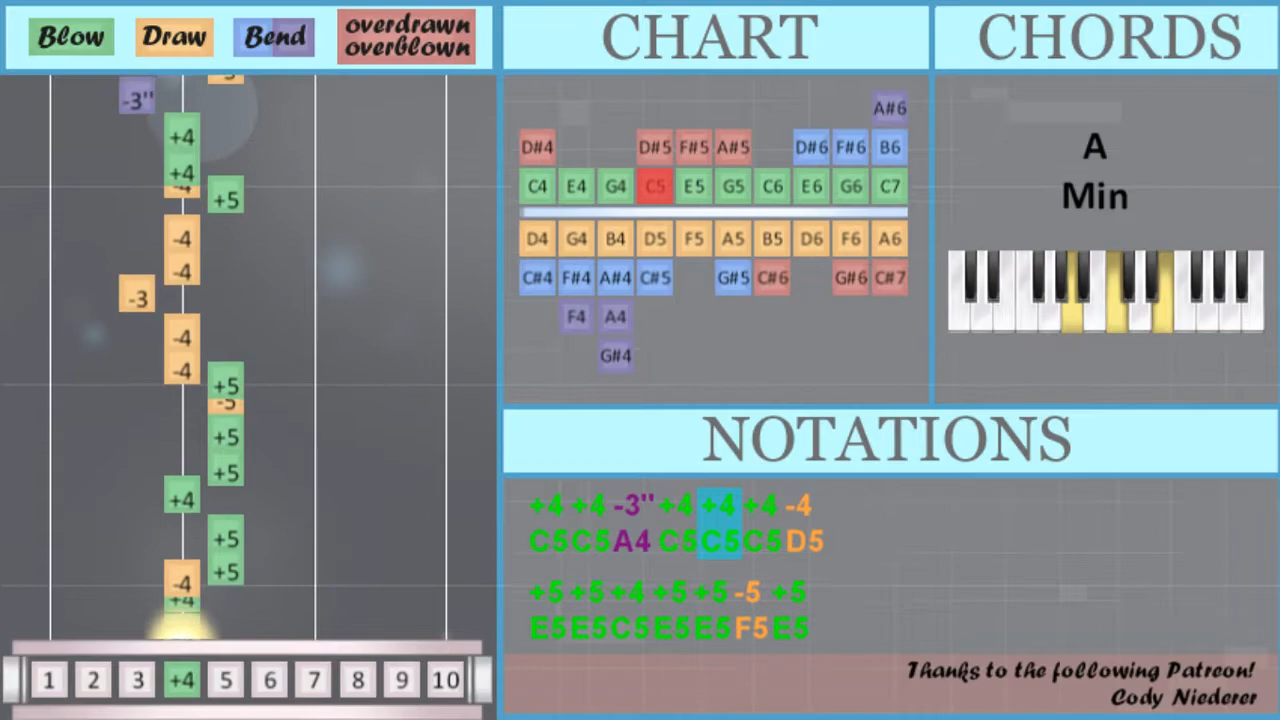 Blow Draw Bend overdrawn
overblown
CHART
CHORDS
-3"
+4
+4
-4
+5
-4
-4
-3
-4
-4
+5
-5
+5
+5
+4
+5
+5
-4
+4
1 2 3 +4 5 6 7 8 9 10
A#6
D#4 D#5 F#5 A#5 D#6 F#6 B6
C4 E4 G4 C5 E5 G5 C6 E6 G6 C7
D4 G4 B4 D5 F5 A5 B5 D6 F6 A6
C#4 F#4 A#4 C#5 G#5 C#6 G#6 C#7
F4 A4
G#4
A
Min
NOTATIONS
+4 +4 -3" +4 +4 +4 -4
C5 C5 A4 C5 C5 C5 D5
+5 +5 +4 +5 +5 -5 +5
E5 E5 C5 E5 E5 F5 E5
Thanks to the following Patreon!
Cody Niederer